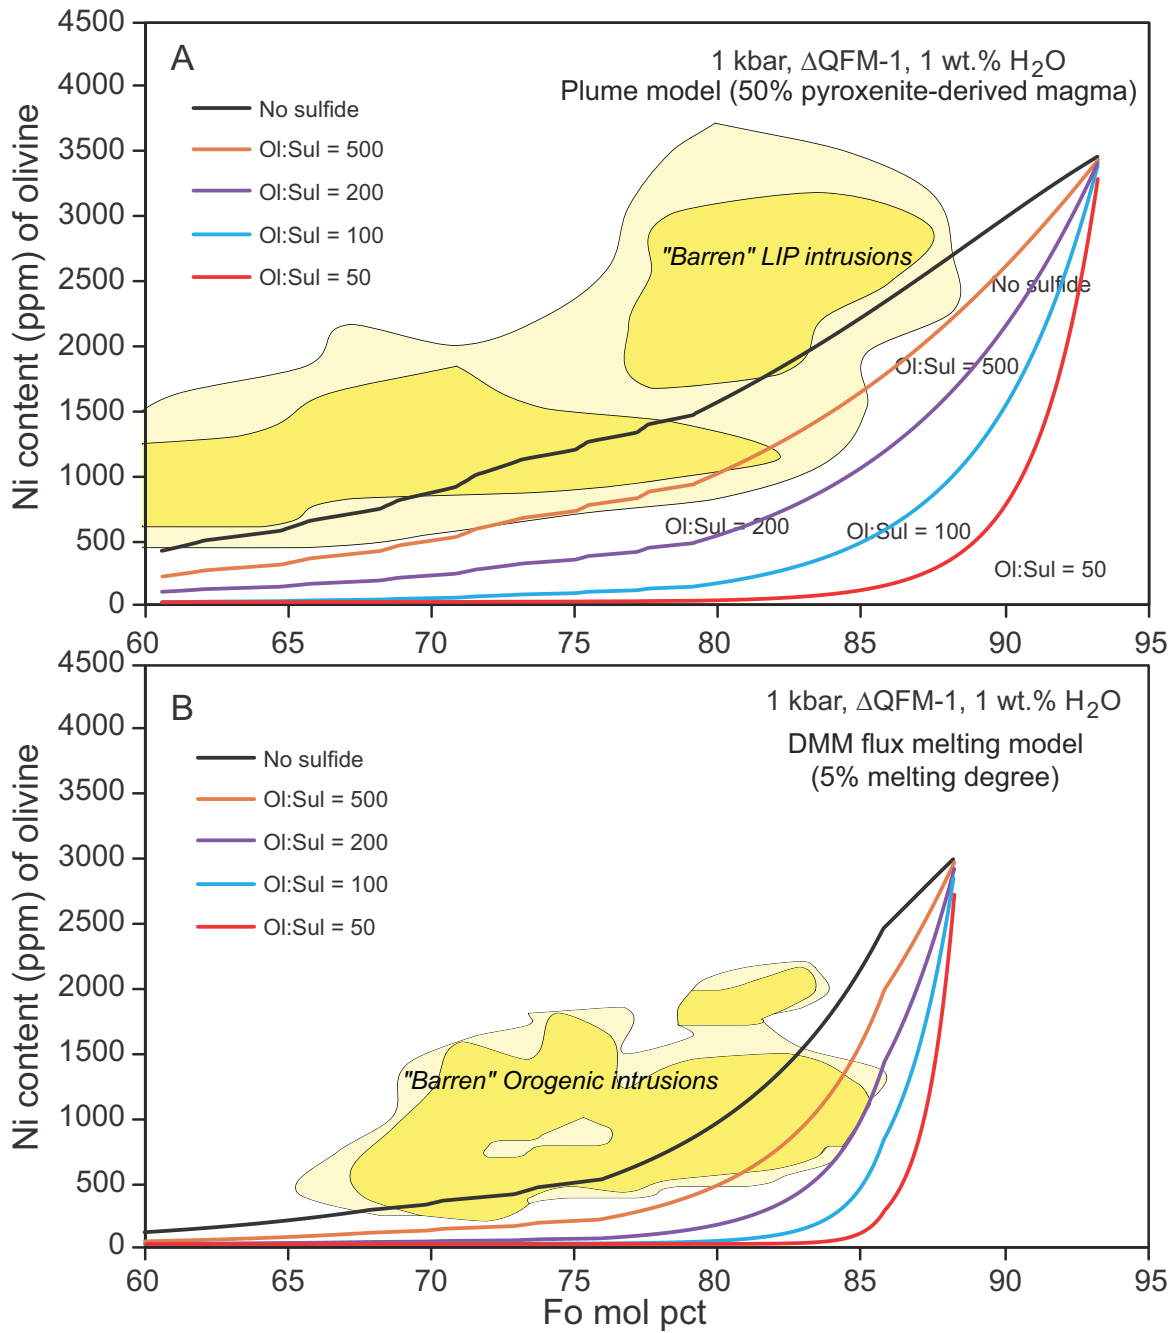 Ni content (ppm) of olivine
4500
4000
3500
3000
2500
2000
1500
1000
500
0
A
1 kbar, ΔQFM-1, 1 wt.% H2O
Plume model (50% pyroxenite-derived magma)
No sulfide
Ol:Sul = 500
Ol:Sul = 200
Ol:Sul = 100
Ol:Sul = 50
"Barren" LIP intrusions
No sulfide
Ol:Sul = 500
Ol:Sul = 200
Ol:Sul = 100
Ol:Sul = 50
60 65 70 75 80 85 90 95
Ni content (ppm) of olivine
4500
4000
3500
3000
2500
2000
1500
1000
500
0
B
1 kbar, ΔQFM-1, 1 wt.% H2O
DMM flux melting model
(5% melting degree)
No sulfide
Ol:Sul = 500
Ol:Sul = 200
Ol:Sul = 100
Ol:Sul = 50
"Barren" Orogenic intrusions
60 65 70 75 80 85 90 95
Fo mol pct